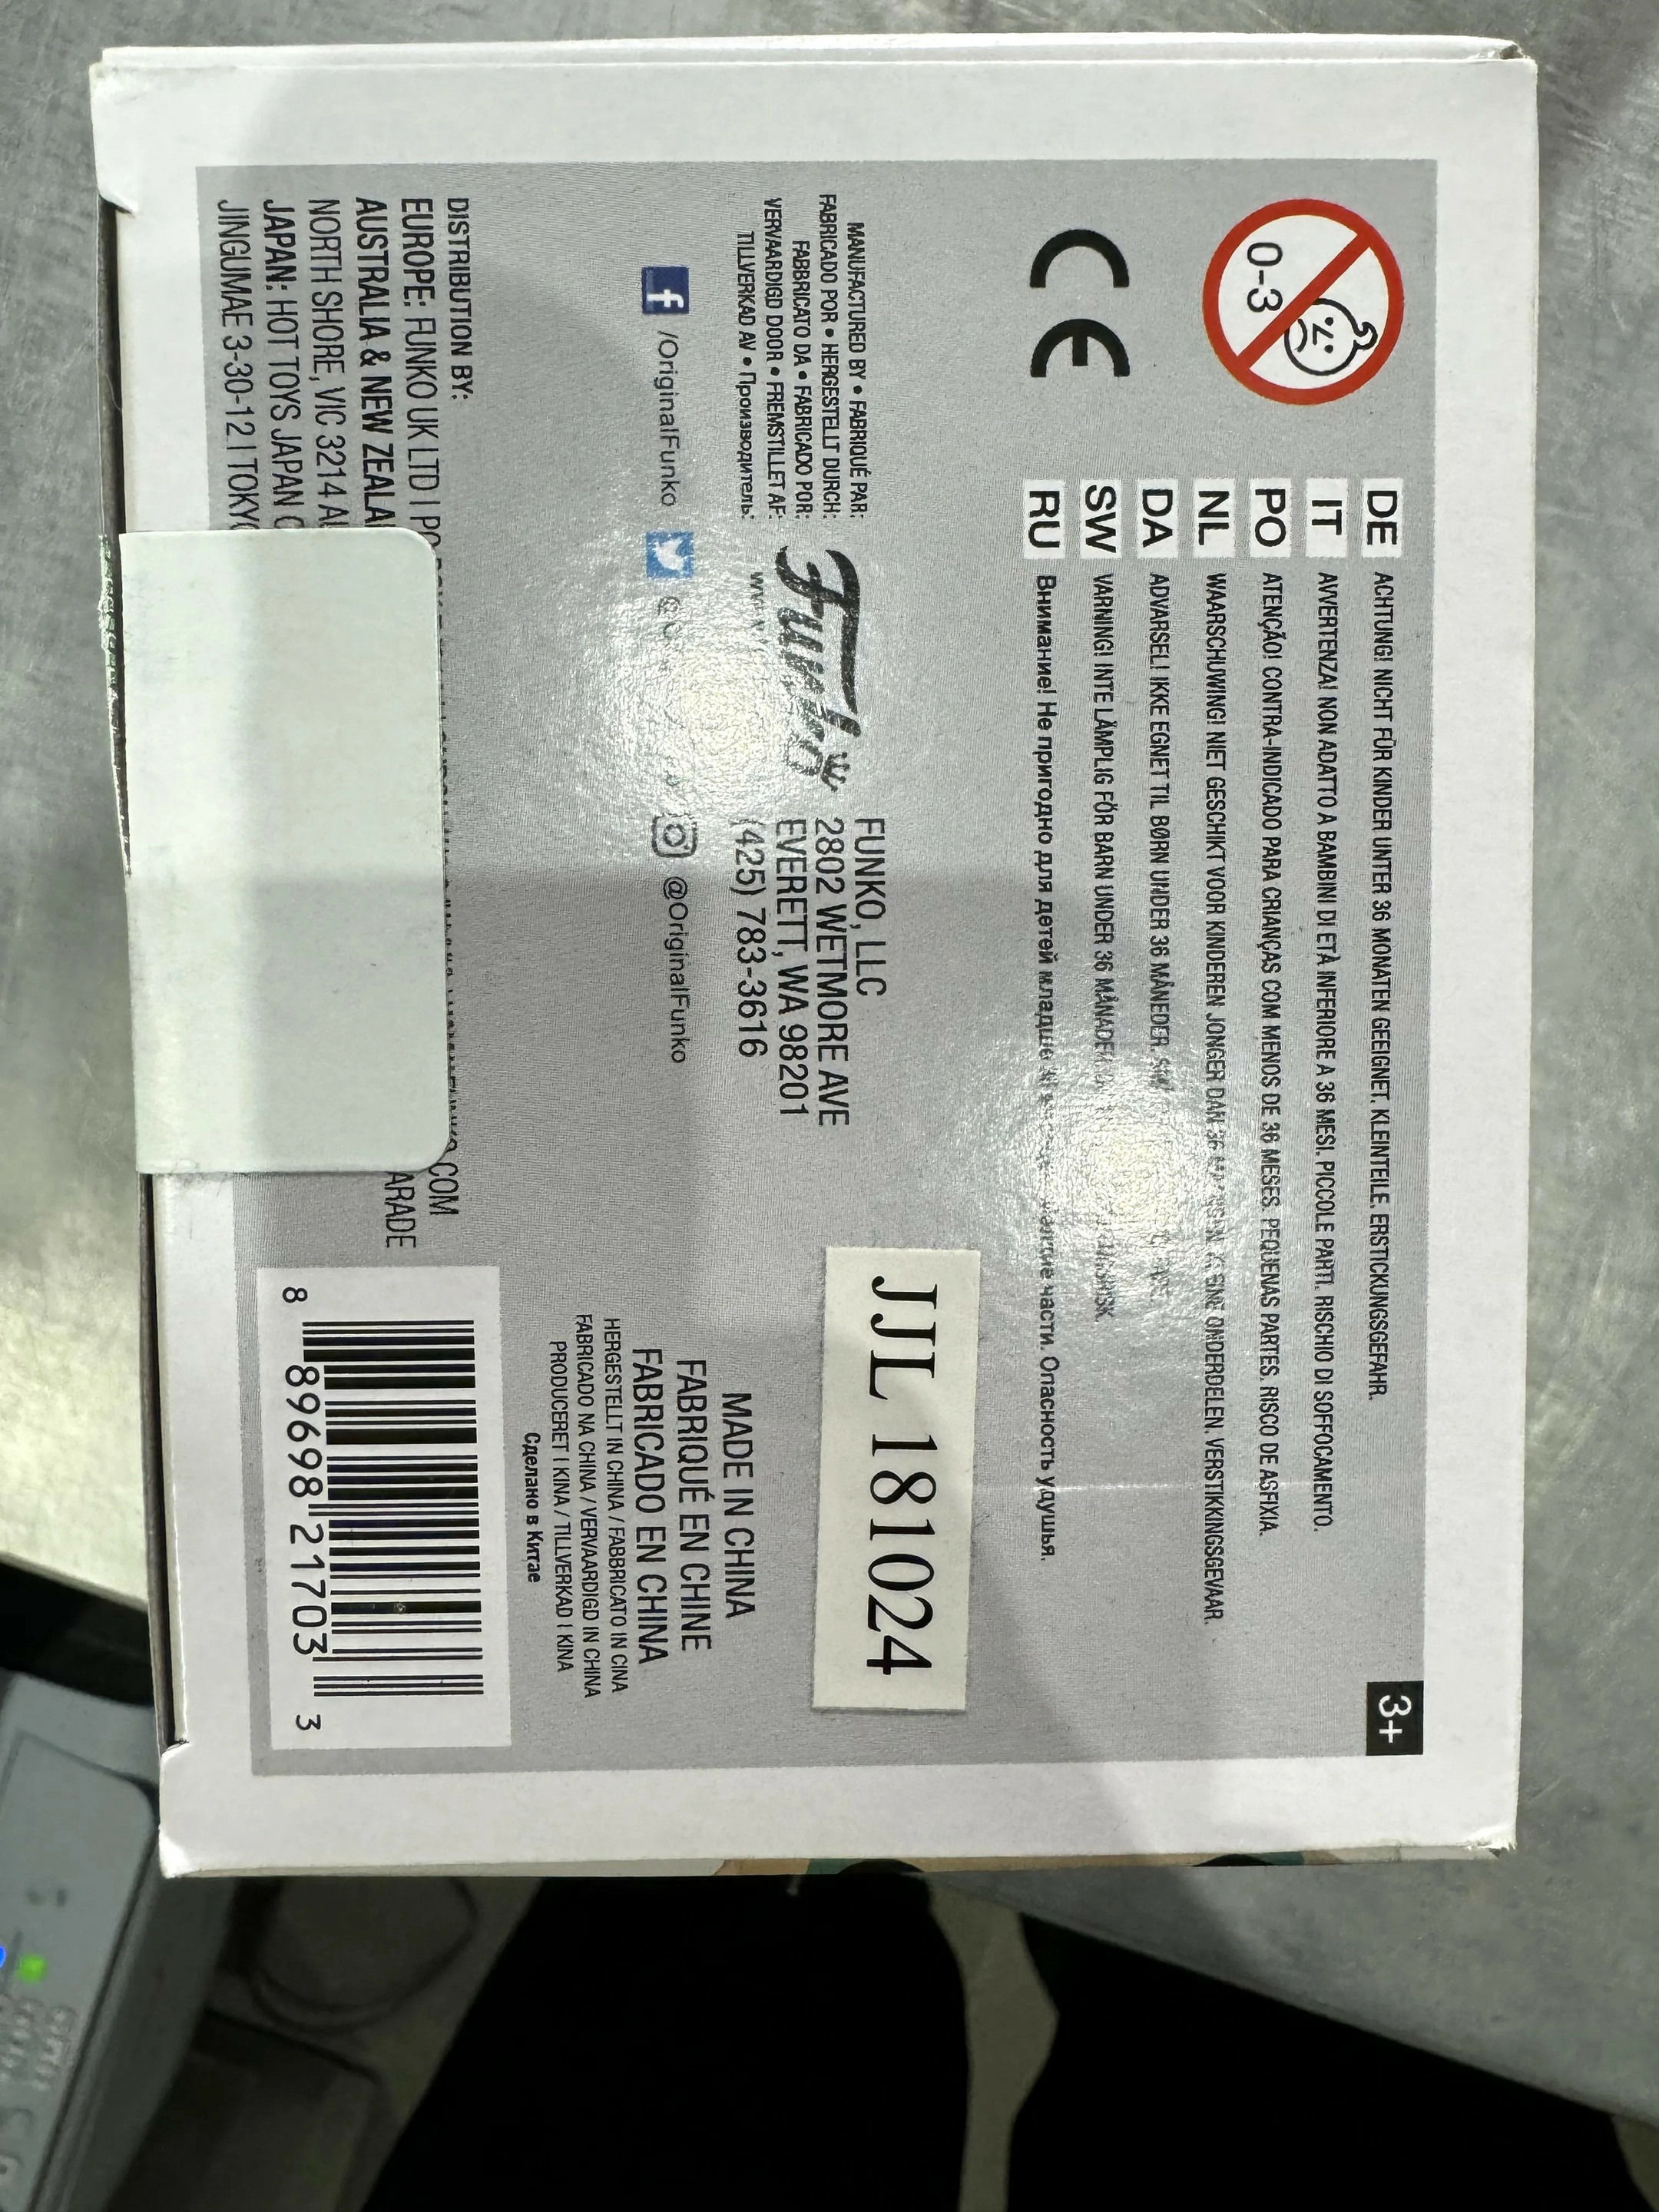 0-3
3+
DE ACHTUNG! NICHT FÜR KINDER UNTER 36 MONATEN GEEIGNET. KLEINTEILE. ERSTICKUNGSGEFAHR.
IT AVVERTENZA! NON ADATTO A BAMBINI DI ETÀ INFERIORE A 36 MESI. PICCOLE PARTI. RISCHIO DI SOFFOCAMENTO.
PO ATENÇÃO! CONTRA-INDICADO PARA CRIANÇAS COM MENOS DE 36 MESES. PEQUENAS PARTES. RISCO DE ASFIXIA.
NL WAARSCHUWING! NIET GESCHIKT VOOR KINDEREN JONGER DAN 36 ONDERDELEN. VERSTIKKINGSGEVAAR.
DA ADVARSEL! IKKE EGNET TIL BØRN UNDER 36 MÅNEDER.
SW VARNING! INTE LÄMPLIG FÖR BARN UNDER 36
RU Внимание! Не пригодно для детей части. Опасность удушья.
CE
JJL 181024
MANUFACTURED BY • FABRIQUÉ PAR:
FABRICADO POR • HERGESTELLT DURCH:
FABBRICATO DA • FABRICADO POR:
VERVAARDIGD DOOR • FREMSTILLET AF:
TILLVERKAD AV • Производитель:
Funko
FUNKO, LLC
2802 WETMORE AVE
EVERETT, WA 98201
(425) 783-3616
/OriginalFunko
@OriginalFunko
MADE IN CHINA
FABRIQUÉ EN CHINE
FABRICADO EN CHINA
HERGESTELLT IN CHINA / FABBRICATO IN CINA
FABRICADO NA CHINA / VERVAARDIGD IN CHINA
PRODUCERET I KINA / TILLVERKAD I KINA
Сделано в Китае
DISTRIBUTION BY:
EUROPE: FUNKO UK LTD | PO
AUSTRALIA & NEW
NORTH SHORE, VIC 3214
JAPAN: HOT TOYS JAPAN
JINGUMAE 3-30-12 |
8 89698 21703 3